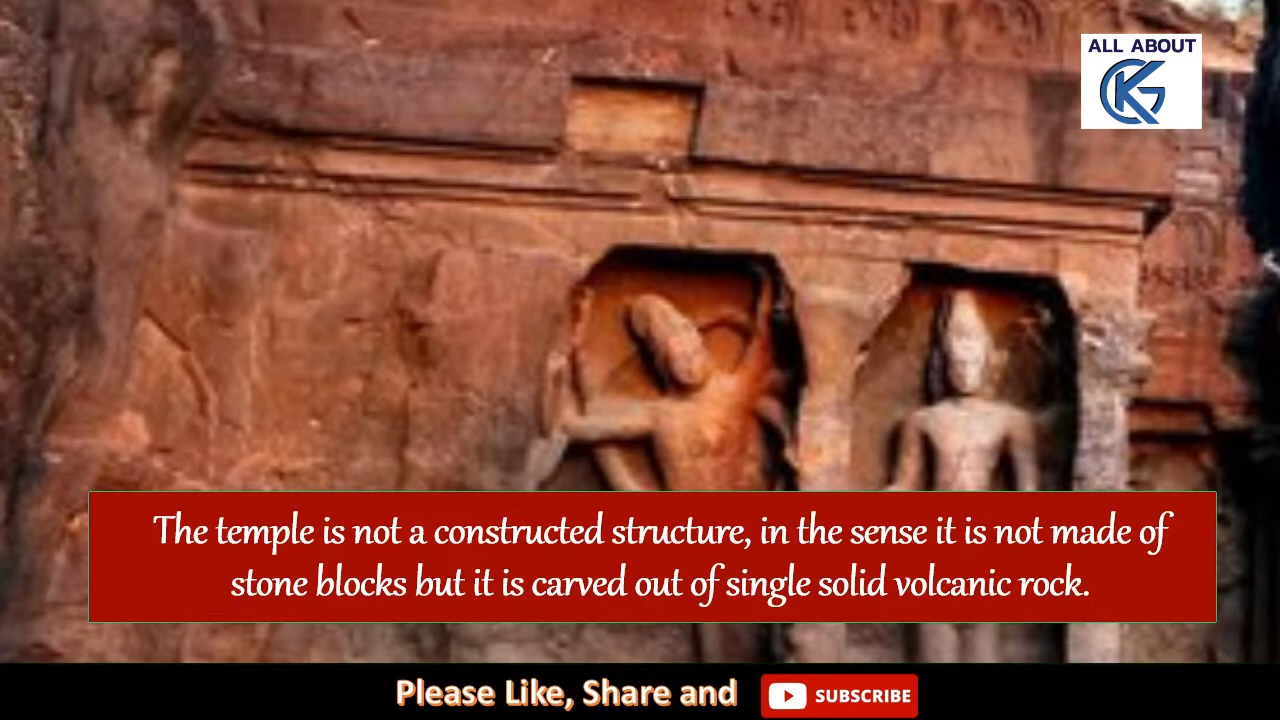 ALL ABOUT
GK
The temple is not a constructed structure, in the sense it is not made of
stone blocks but it is carved out of single solid volcanic rock.
Please Like, Share and SUBSCRIBE